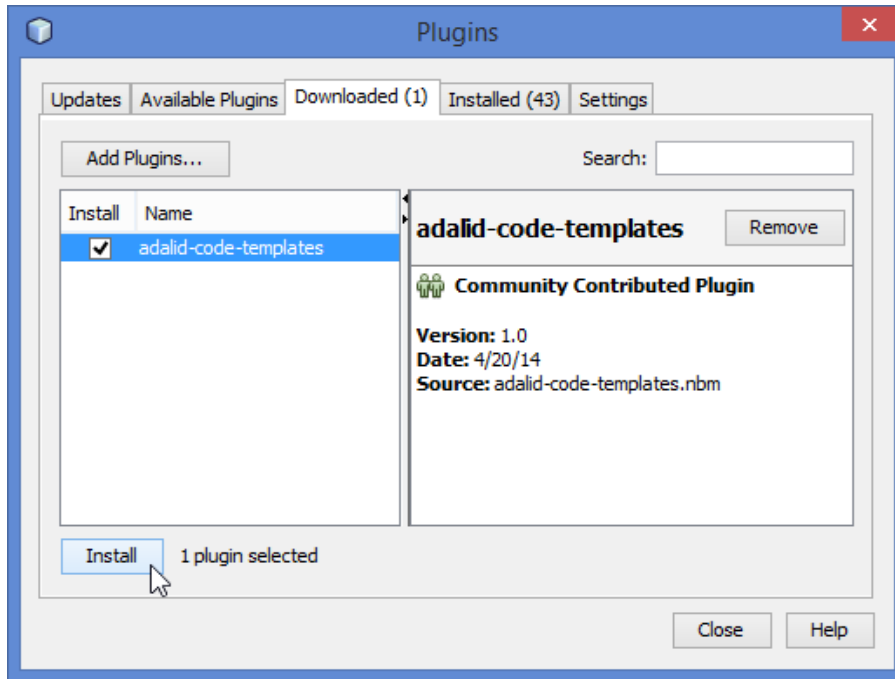 Plugins
Updates Available Plugins Downloaded (1) Installed (43) Settings
Add Plugins... Search:
Install Name
adalid-code-templates
adalid-code-templates Remove
Community Contributed Plugin
Version: 1.0
Date: 4/20/14
Source: adalid-code-templates.nbm
Install 1 plugin selected
Close Help